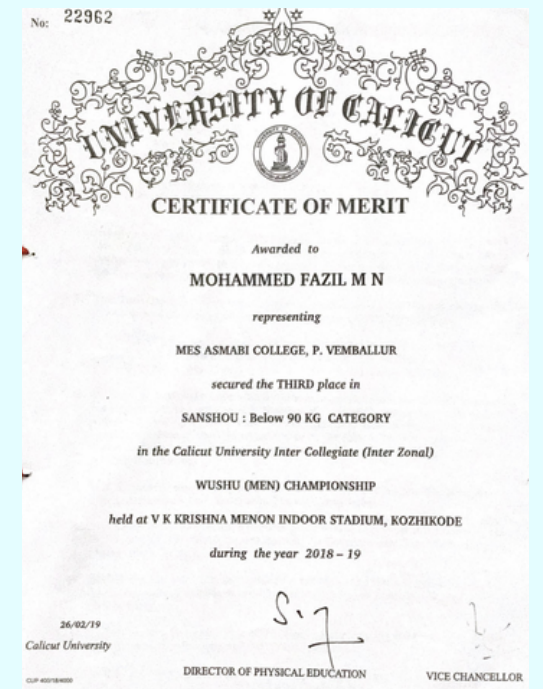 No: 22962
UNIVERSITY OF CALICUT
CERTIFICATE OF MERIT
Awarded to
MOHAMMED FAZIL M N
representing
MES ASMABI COLLEGE, P. VEMBALLUR
secured the THIRD place in
SANSHOU : Below 90 KG CATEGORY
in the Calicut University Inter Collegiate (Inter Zonal)
WUSHU (MEN) CHAMPIONSHIP
held at V K KRISHNA MENON INDOOR STADIUM, KOZHIKODE
during the year 2018 – 19
26/02/19
Calicut University
DIRECTOR OF PHYSICAL EDUCATION
VICE CHANCELLOR